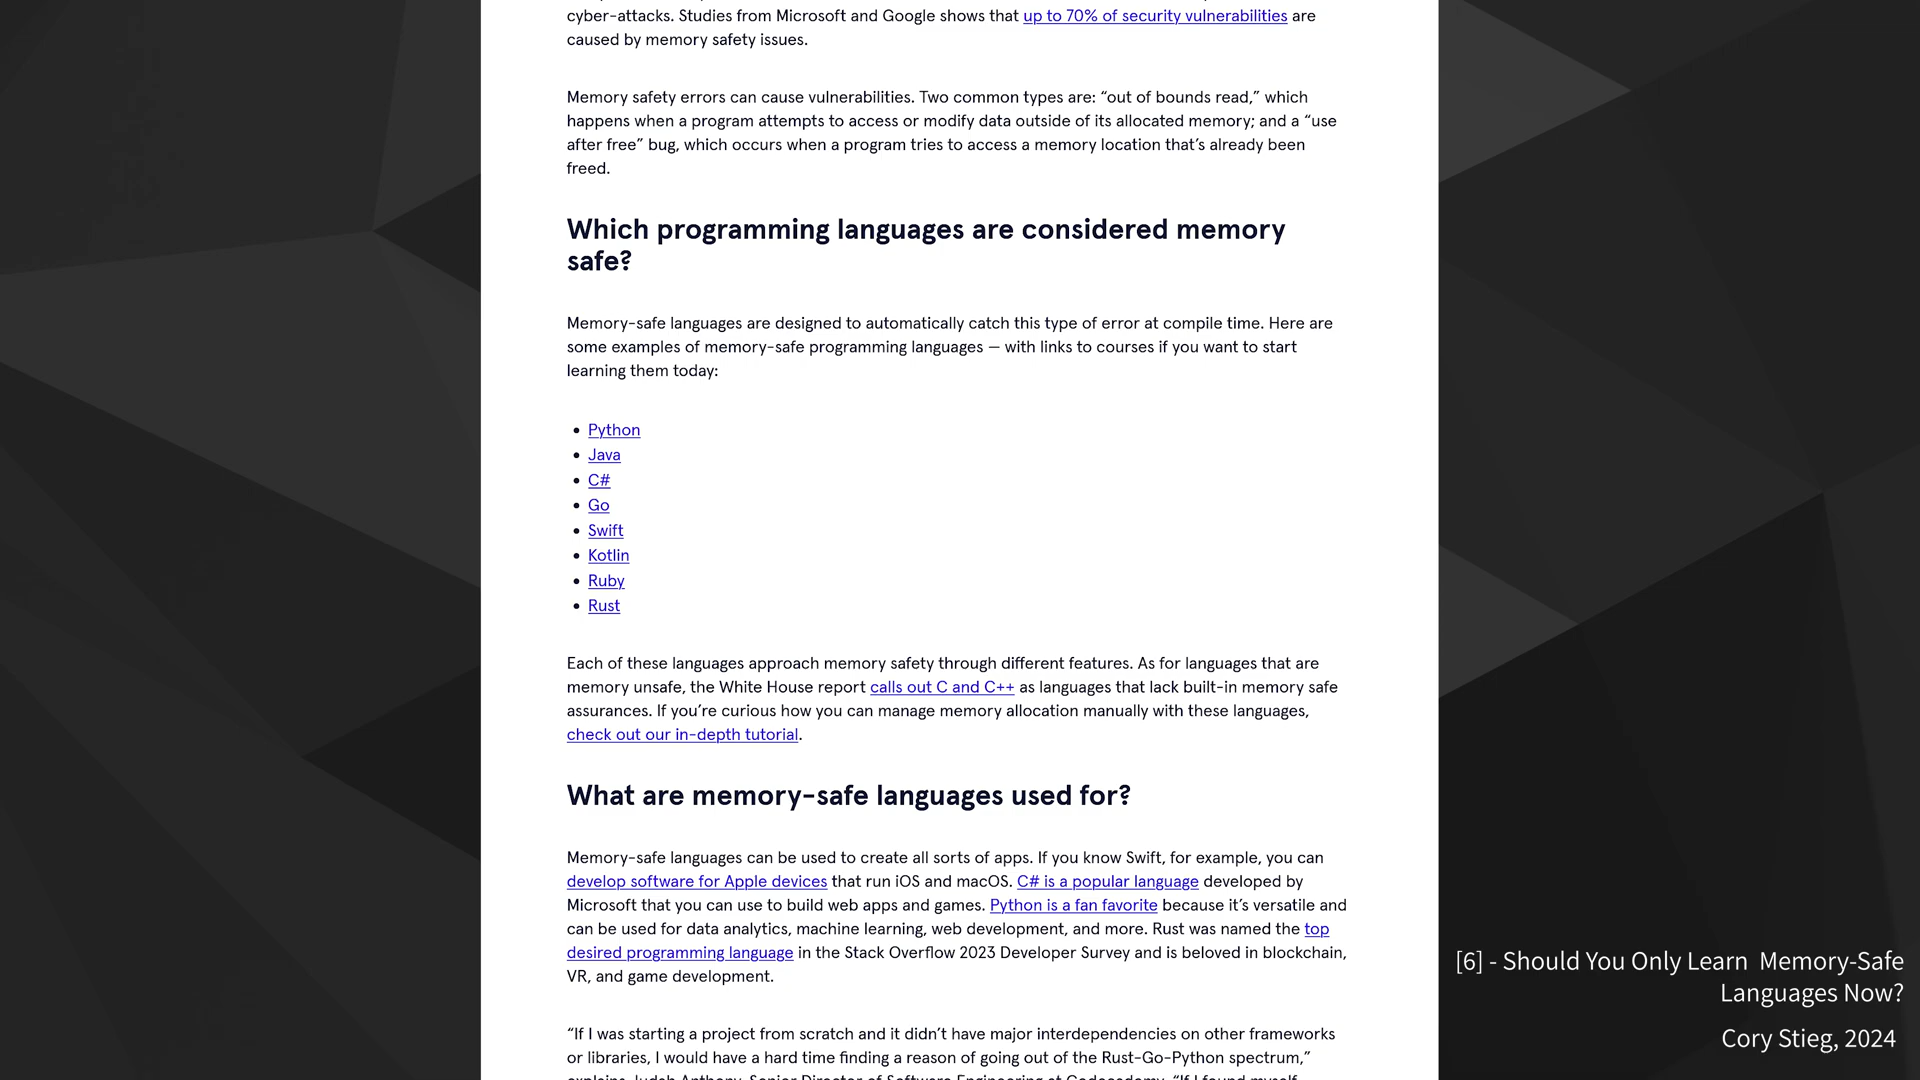 cyber-attacks. Studies from Microsoft and Google shows that up to 70% of security vulnerabilities are
caused by memory safety issues.
Memory safety errors can cause vulnerabilities. Two common types are: “out of bounds read,” which
happens when a program attempts to access or modify data outside of its allocated memory; and a “use
after free” bug, which occurs when a program tries to access a memory location that’s already been
freed.
Which programming languages are considered memory
safe?
Memory-safe languages are designed to automatically catch this type of error at compile time. Here are
some examples of memory-safe programming languages — with links to courses if you want to start
learning them today:
• Python
• Java
• C#
• Go
• Swift
• Kotlin
• Ruby
• Rust
Each of these languages approach memory safety through different features. As for languages that are
memory unsafe, the White House report calls out C and C++ as languages that lack built-in memory safe
assurances. If you’re curious how you can manage memory allocation manually with these languages,
check out our in-depth tutorial.
What are memory-safe languages used for?
Memory-safe languages can be used to create all sorts of apps. If you know Swift, for example, you can
develop software for Apple devices that run iOS and macOS. C# is a popular language developed by
Microsoft that you can use to build web apps and games. Python is a fan favorite because it’s versatile and
can be used for data analytics, machine learning, web development, and more. Rust was named the top
desired programming language in the Stack Overflow 2023 Developer Survey and is beloved in blockchain,
VR, and game development.
“If I was starting a project from scratch and it didn’t have major interdependencies on other frameworks
or libraries, I would have a hard time finding a reason of going out of the Rust-Go-Python spectrum,”
explains Judah Anthony, Senior Director of Software Engineering at Codecademy. “If I found myself
[6] - Should You Only Learn Memory-Safe
Languages Now?
Cory Stieg, 2024